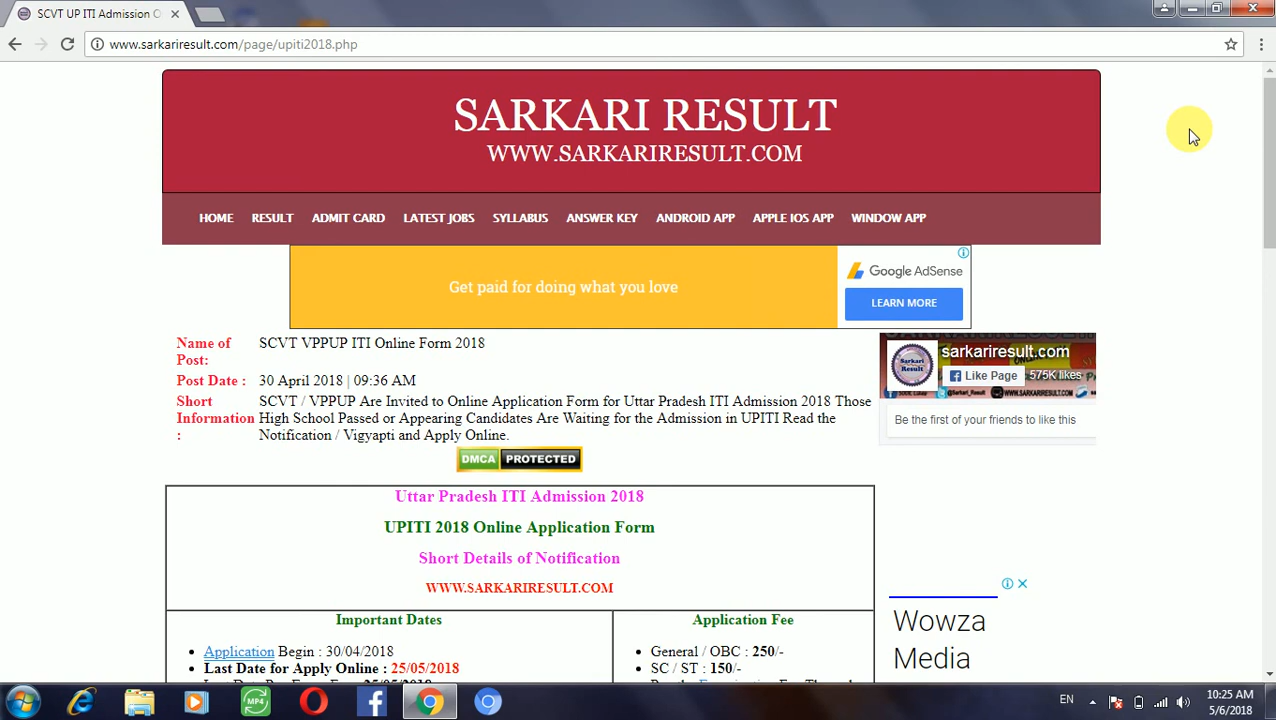 SCVT UP ITI Admission O
www.sarkariresult.com/page/upiti2018.php
SARKARI RESULT
WWW.SARKARIRESULT.COM
HOME RESULT ADMIT CARD LATEST JOBS SYLLABUS ANSWER KEY ANDROID APP APPLE IOS APP WINDOW APP
Get paid for doing what you love
Google AdSense
LEARN MORE
Name of Post: SCVT VPPUP ITI Online Form 2018
Post Date : 30 April 2018 | 09:36 AM
Short SCVT / VPPUP Are Invited to Online Application Form for Uttar Pradesh ITI Admission 2018 Those
Information High School Passed or Appearing Candidates Are Waiting for the Admission in UPITI Read the
: Notification / Vigyapti and Apply Online.
DMCA PROTECTED
Sarkari Result
sarkariresult.com
Like Page 575K likes
Be the first of your friends to like this
Uttar Pradesh ITI Admission 2018
UPITI 2018 Online Application Form
Short Details of Notification
WWW.SARKARIRESULT.COM
Important Dates
Application Begin : 30/04/2018
Last Date for Apply Online : 25/05/2018
Application Fee
General / OBC : 250/-
SC / ST : 150/-
Wowza
Media
MP4
EN
10:25 AM
5/6/2018